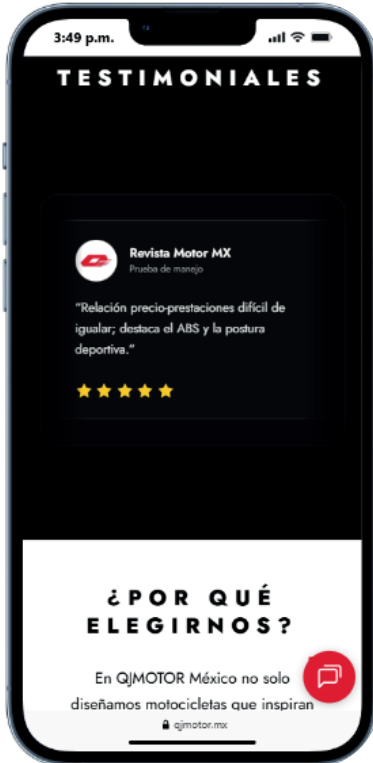 3:49 p.m.
TESTIMONIALES
Revista Motor MX
Prueba de manejo
“Relación precio-prestaciones difícil de
igualar; destaca el ABS y la postura
deportiva.”
¿POR QUÉ
ELEGIRNOS?
En QJMOTOR México no solo
diseñamos motocicletas que inspiran
qjmotor.mx